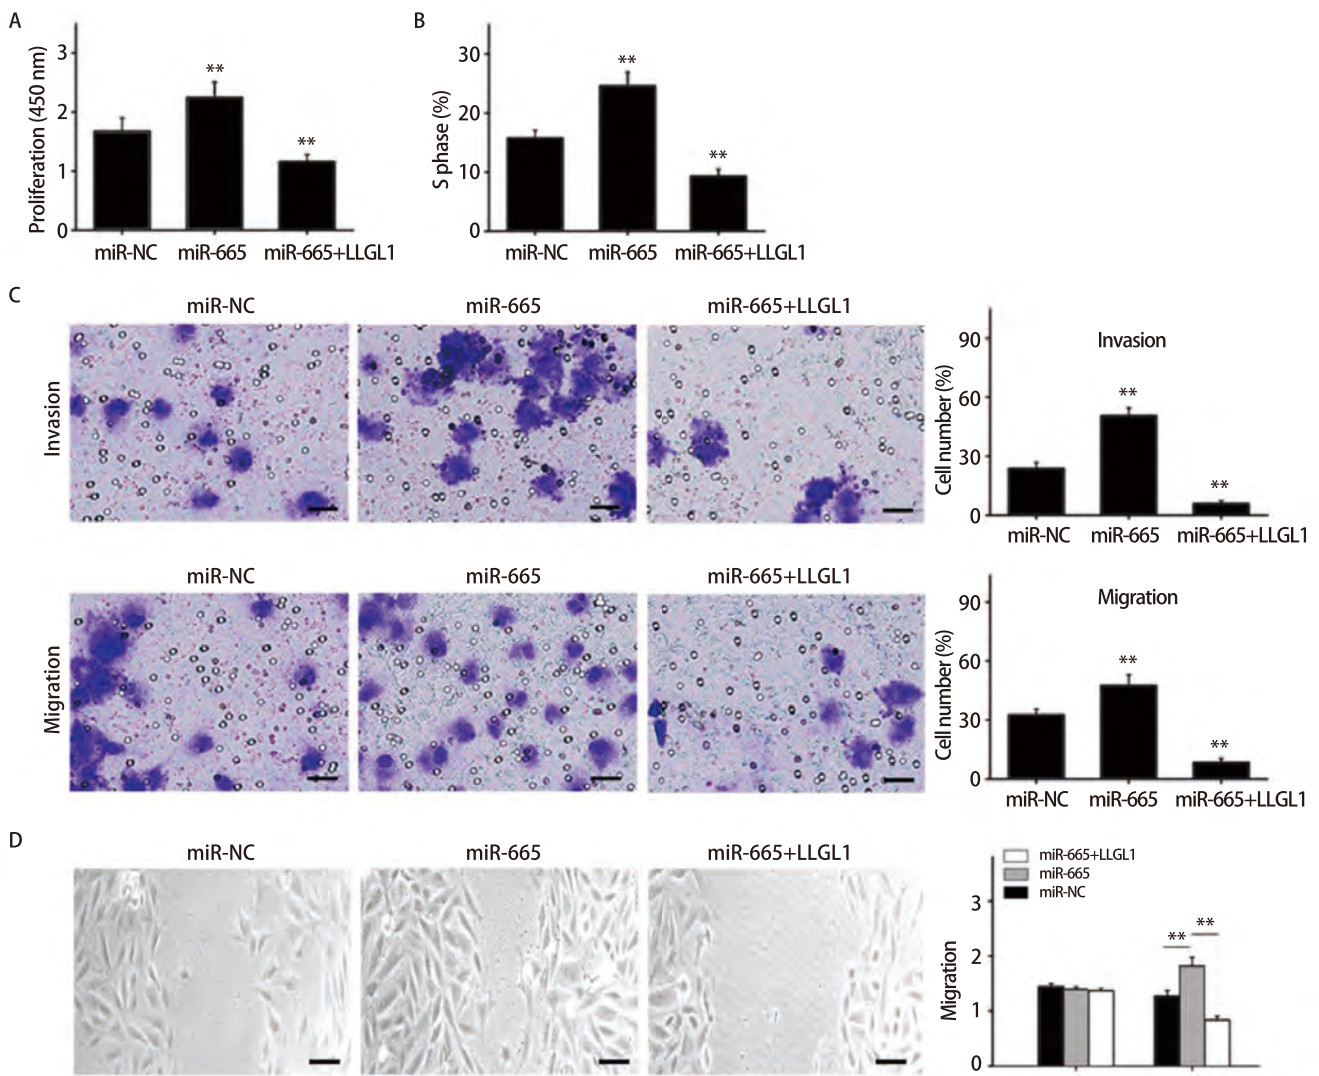 A
Proliferation (450 nm)
3
2
1
0
**
**
miR-NC miR-665 miR-665+LLGL1
B
S phase (%)
30
20
10
0
**
**
miR-NC miR-665 miR-665+LLGL1
C
miR-NC miR-665 miR-665+LLGL1
Invasion
Invasion
Cell number (%)
90
60
30
0
**
**
miR-NC miR-665 miR-665+LLGL1
miR-NC miR-665 miR-665+LLGL1
Migration
Migration
Cell number (%)
90
60
30
0
**
**
miR-NC miR-665 miR-665+LLGL1
D
miR-NC miR-665 miR-665+LLGL1
miR-665+LLGL1
miR-665
miR-NC
Migration
3
2
1
0
**
**